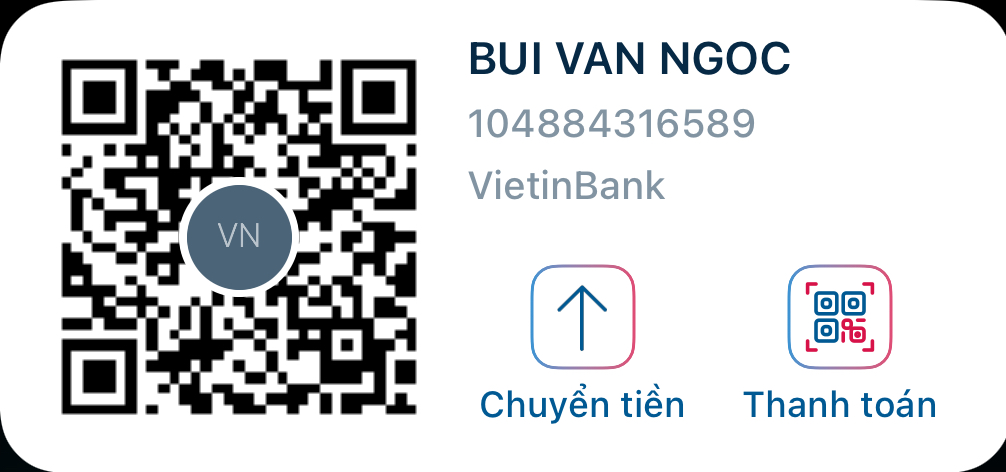 BUI VAN NGOC
104884316589
VietinBank
VN
Chuyển tiền
Thanh toán